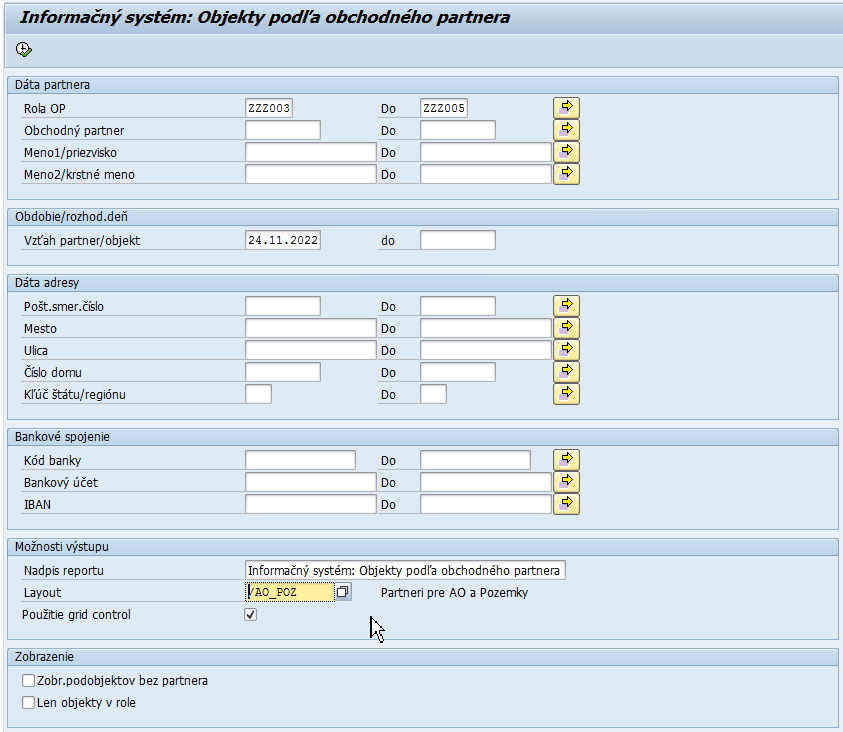 Informačný systém: Objekty podľa obchodného partnera
Dáta partnera
Rola OP ZZZ003 Do ZZZ005
Obchodný partner Do
Meno1/priezvisko Do
Meno2/krstné meno Do
Obdobie/rozhod.deň
Vzťah partner/objekt 24.11.2022 do
Dáta adresy
Pošt.smer.číslo Do
Mesto Do
Ulica Do
Číslo domu Do
Kľúč štátu/regiónu Do
Bankové spojenie
Kód banky Do
Bankový účet Do
IBAN Do
Možnosti výstupu
Nadpis reportu Informačný systém: Objekty podľa obchodného partnera
Layout /AO_POZ Partneri pre AO a Pozemky
Použitie grid control
Zobrazenie
Zobr.podobjektov bez partnera
Len objekty v role